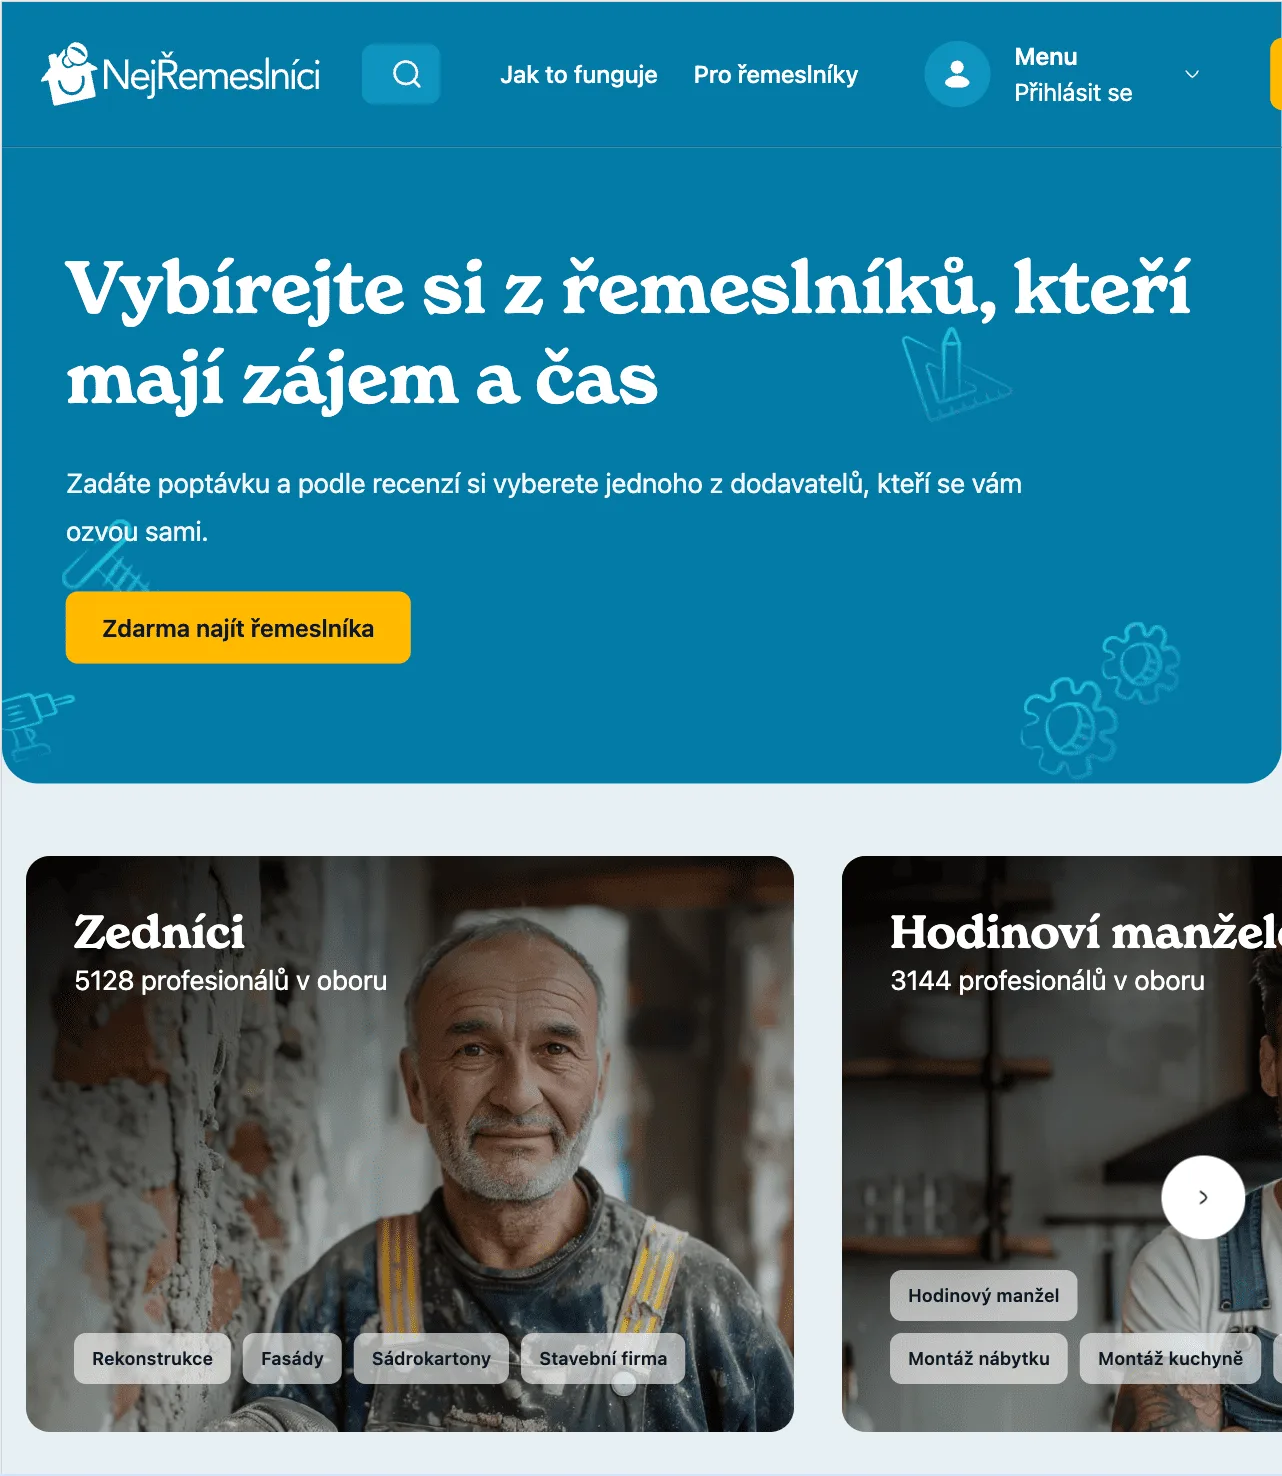 NejŘemeslníci
Jak to funguje
Pro řemeslníky
Menu
Přihlásit se
Vybírejte si z řemeslníků, kteří
mají zájem a čas
Zadáte poptávku a podle recenzí si vyberete jednoho z dodavatelů, kteří se vám
ozvou sami.
Zdarma najít řemeslníka
Zedníci
5128 profesionálů v oboru
Rekonstrukce
Fasády
Sádrokartony
Stavební firma
Hodinoví
3144 profesionálů v oboru
Hodinový manžel
Montáž nábytku
Montáž kuchyně